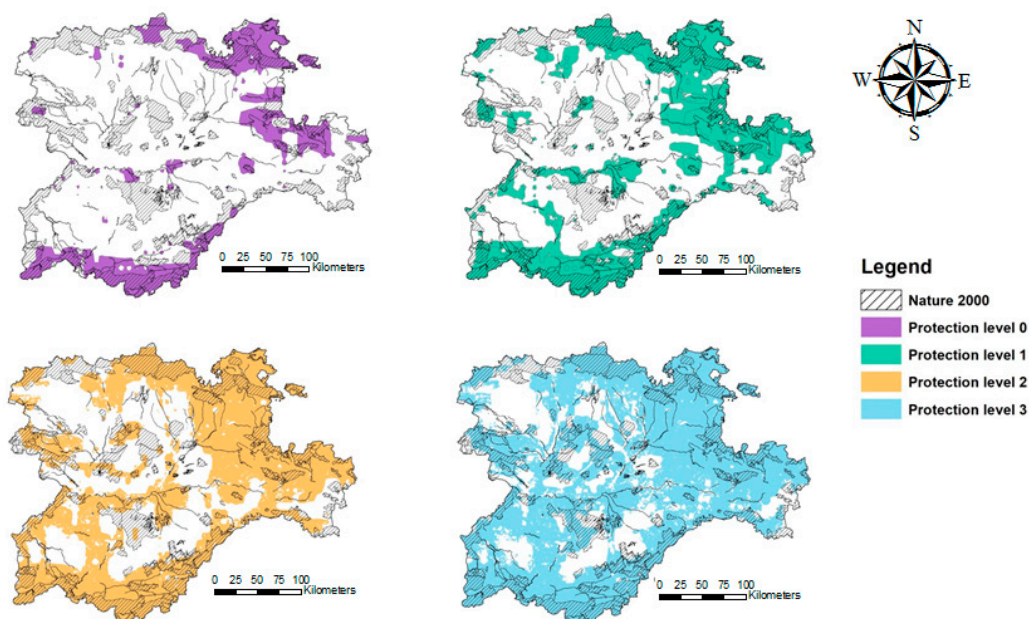 N
W E
S
0 25 50 75 100
Kilometers
0 25 50 75 100
Kilometers
Legend
Nature 2000
Protection level 0
Protection level 1
Protection level 2
Protection level 3
0 25 50 75 100
Kilometers
0 25 50 75 100
Kilometers